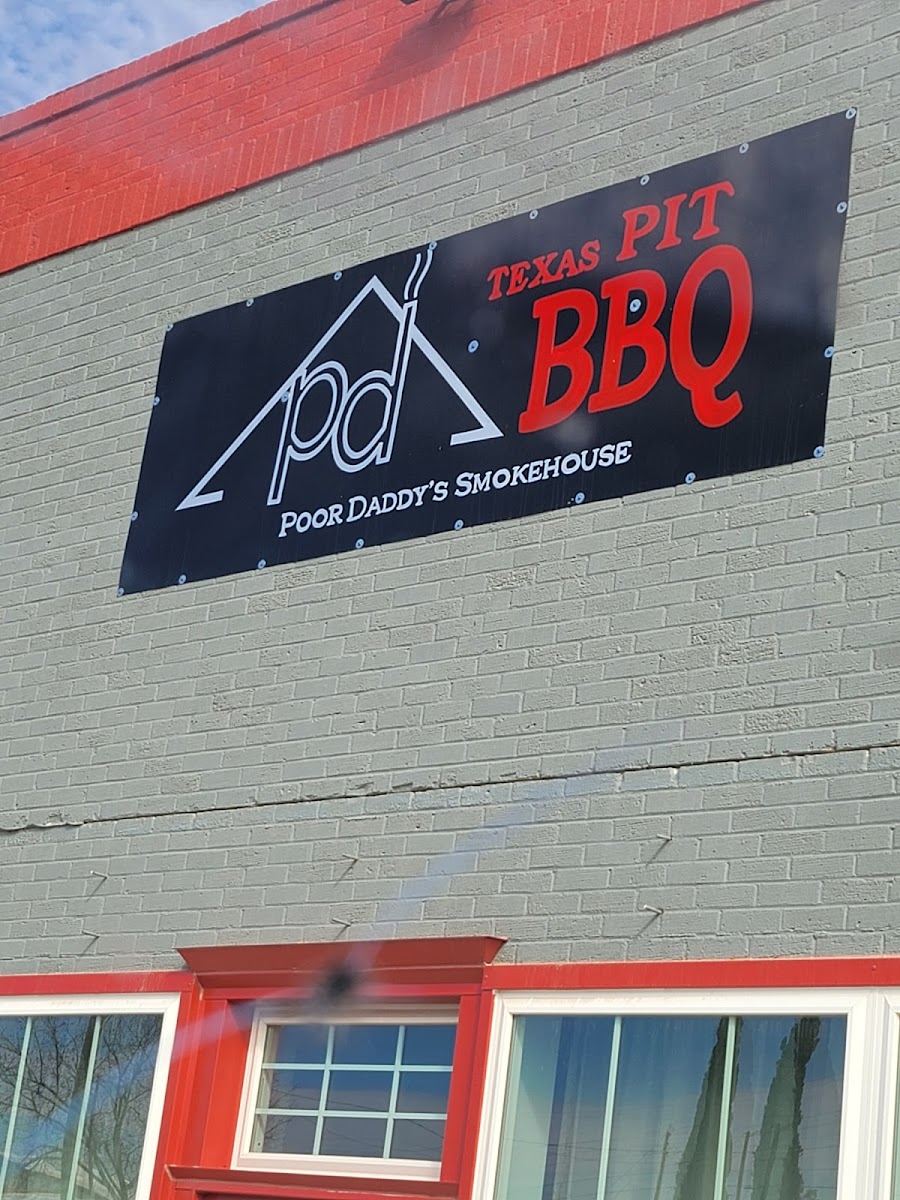 TEXAS PIT
BBQ
pd
POOR DADDY'S SMOKEHOUSE